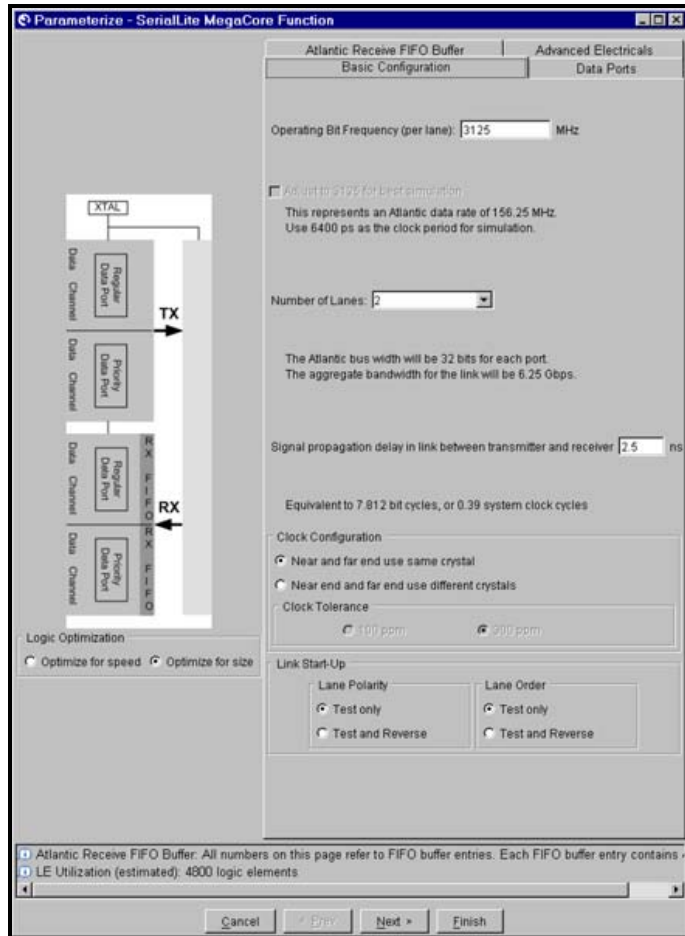 Parameterize - SerialLite MegaCore Function
Atlantic Receive FIFO Buffer
Advanced Electricals
Basic Configuration
Data Ports
Operating Bit Frequency (per lane): 3125 MHz
Adjust to 3125 for best simulation
This represents an Atlantic data rate of 156.25 MHz.
Use 6400 ps as the clock period for simulation.
Number of Lanes: 2
The Atlantic bus width will be 32 bits for each port.
The aggregate bandwidth for the link will be 6.25 Gbps.
Signal propagation delay in link between transmitter and receiver 2.5 ns
Equivalent to 7.812 bit cycles, or 0.39 system clock cycles
Clock Configuration
Near and far end use same crystal
Near end and far end use different crystals
Clock Tolerance
100 ppm
300 ppm
Link Start-Up
Lane Polarity
Test only
Test and Reverse
Lane Order
Test only
Test and Reverse
XTAL
Data Channel
Regular Data Port
TX
Data Channel
Priority Data Port
Data Channel
Regular Data Port
RX FIFO
RX
Data Channel
Priority Data Port
RX FIFO
Logic Optimization
Optimize for speed
Optimize for size
Atlantic Receive FIFO Buffer: All numbers on this page refer to FIFO buffer entries. Each FIFO buffer entry contains
LE Utilization (estimated): 4800 logic elements
Cancel
< Prev
Next >
Finish